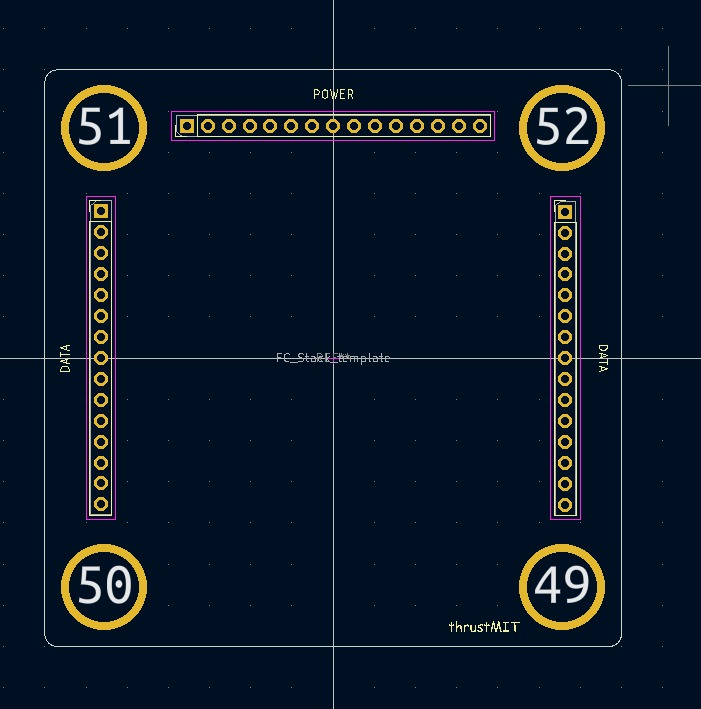 POWER
51
52
DATA
DATA
50
49
thrustMIT